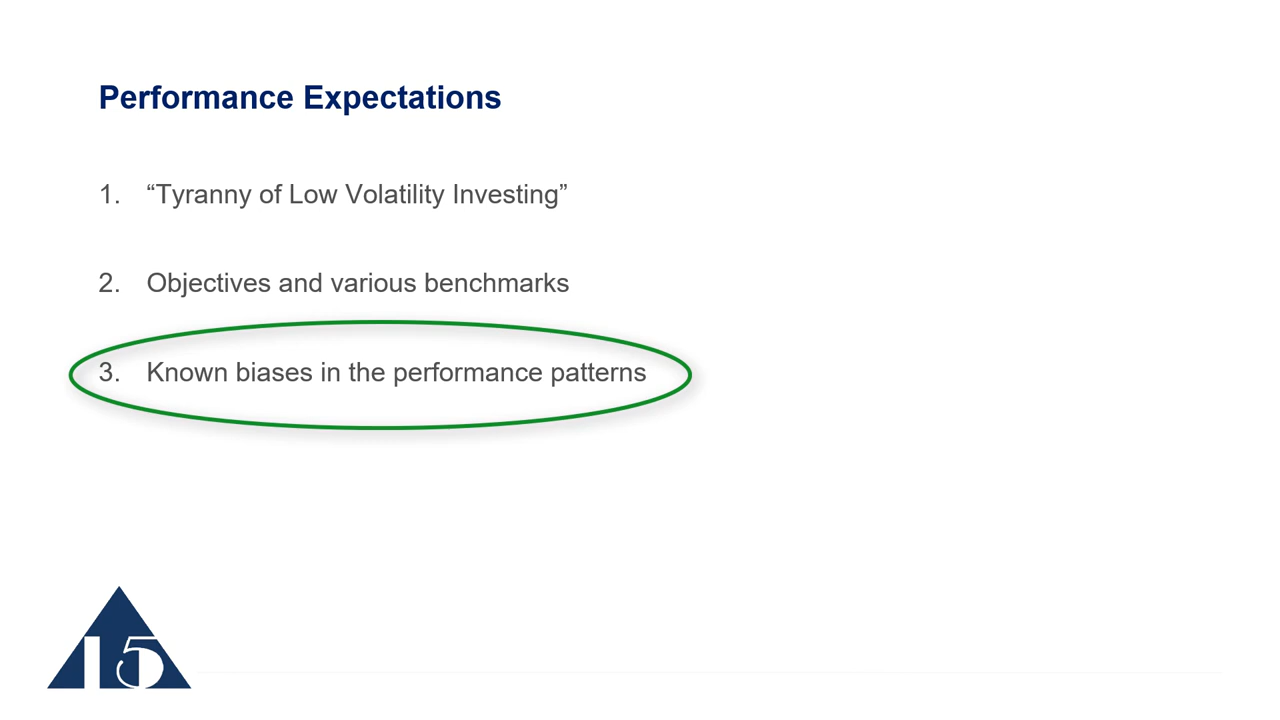 Performance Expectations
1. “Tyranny of Low Volatility Investing”
2. Objectives and various benchmarks
3. Known biases in the performance patterns
15